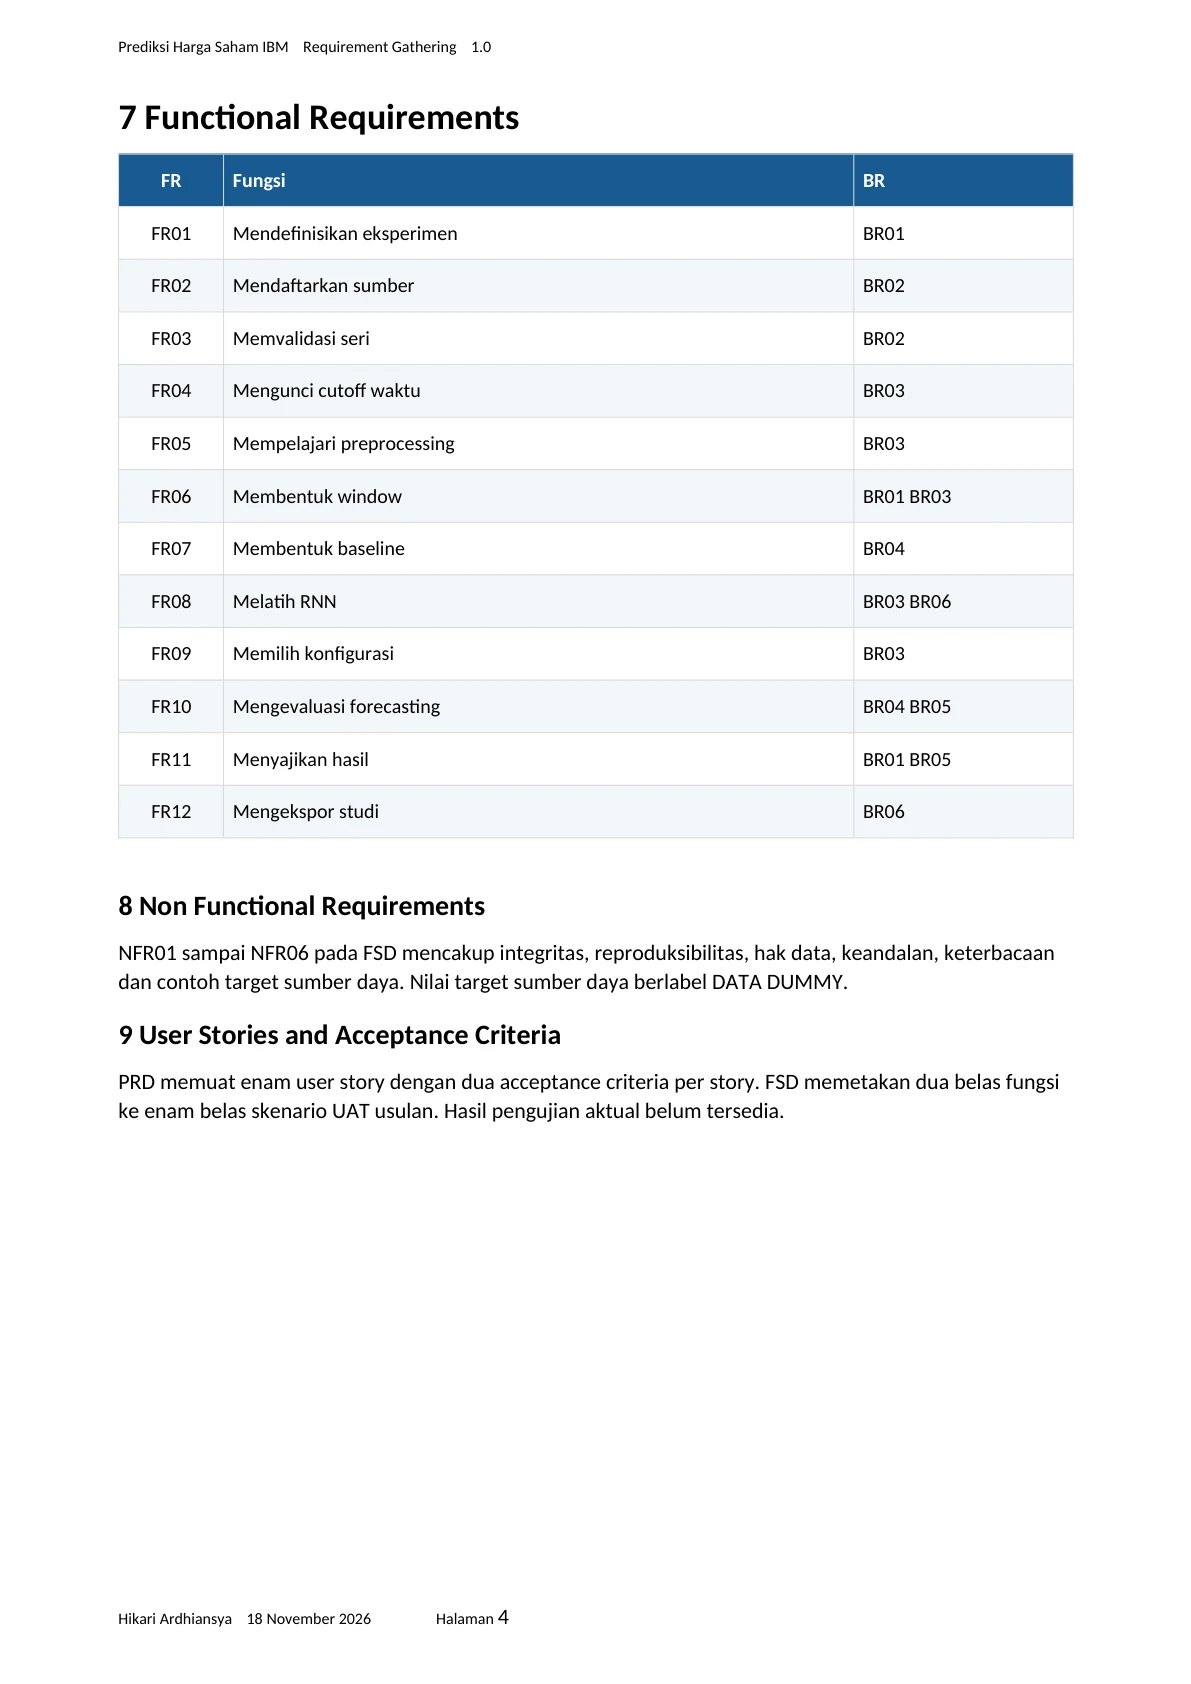 Prediksi Harga Saham IBM    Requirement Gathering    1.0
7 Functional Requirements
FR    Fungsi    BR
FR01    Mendefinisikan eksperimen    BR01
FR02    Mendaftarkan sumber    BR02
FR03    Memvalidasi seri    BR02
FR04    Mengunci cutoff waktu    BR03
FR05    Mempelajari preprocessing    BR03
FR06    Membentuk window    BR01 BR03
FR07    Membentuk baseline    BR04
FR08    Melatih RNN    BR03 BR06
FR09    Memilih konfigurasi    BR03
FR10    Mengevaluasi forecasting    BR04 BR05
FR11    Menyajikan hasil    BR01 BR05
FR12    Mengekspor studi    BR06
8 Non Functional Requirements
NFR01 sampai NFR06 pada FSD mencakup integritas, reproduksibilitas, hak data, keandalan, keterbacaan
dan contoh target sumber daya. Nilai target sumber daya berlabel DATA DUMMY.
9 User Stories and Acceptance Criteria
PRD memuat enam user story dengan dua acceptance criteria per story. FSD memetakan dua belas fungsi
ke enam belas skenario UAT usulan. Hasil pengujian aktual belum tersedia.
Hikari Ardhiansya    18 November 2026    Halaman 4